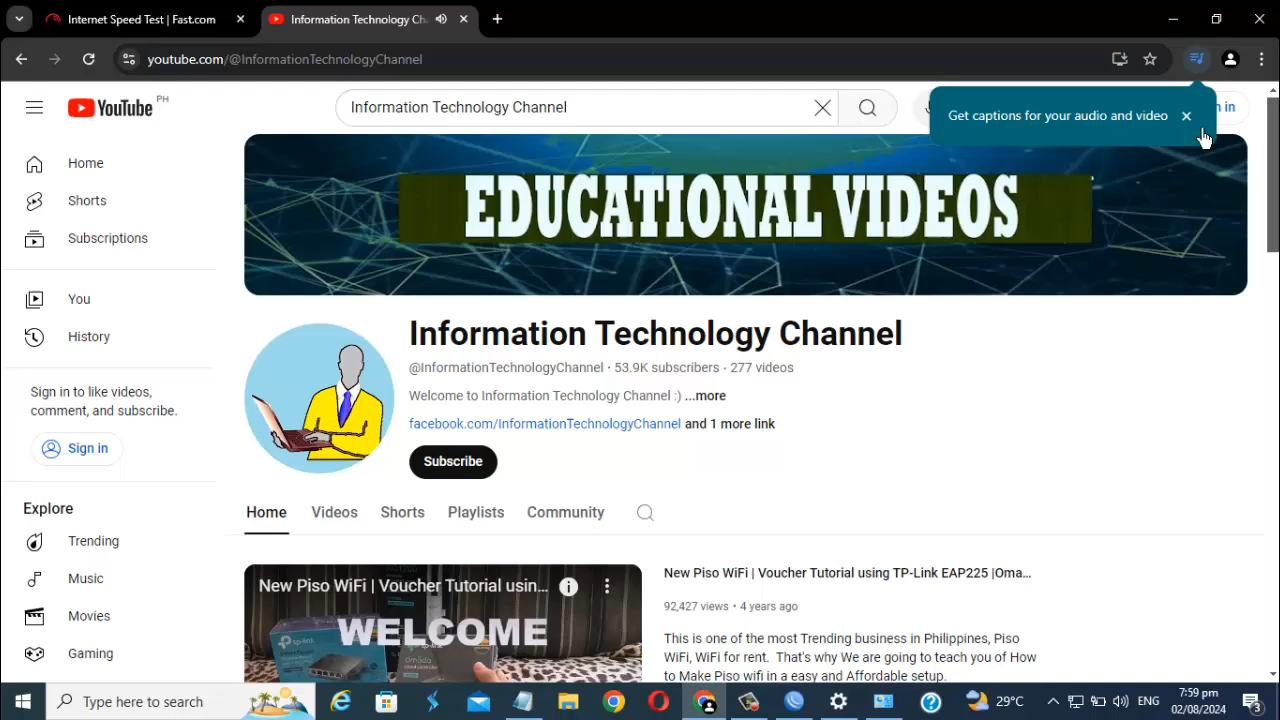 Internet Speed Test | Fast.com
Information Technology Ch
youtube.com/@InformationTechnologyChannel
YouTube PH
Information Technology Channel
Get captions for your audio and video
n in
Home
Shorts
Subscriptions
You
History
Sign in to like videos,
comment, and subscribe.
Sign in
Explore
Trending
Music
Movies
Gaming
EDUCATIONAL VIDEOS
Information Technology Channel
@InformationTechnologyChannel · 53.9K subscribers · 277 videos
Welcome to Information Technology Channel :) ...more
facebook.com/InformationTechnologyChannel and 1 more link
Subscribe
Home Videos Shorts Playlists Community
New Piso WiFi | Voucher Tutorial usin...
WELCOME
tp-link
omada
New Piso WiFi | Voucher Tutorial using TP-Link EAP225 |Oma...
92,427 views • 4 years ago
This is one of the most Trending business in Philippines, Piso
WiFi, WiFi for rent. That's why We are going to teach you of How
to Make Piso wifi in a easy and Affordable setup.
Type here to search
29°C
ENG
7:59 pm
02/08/2024
3